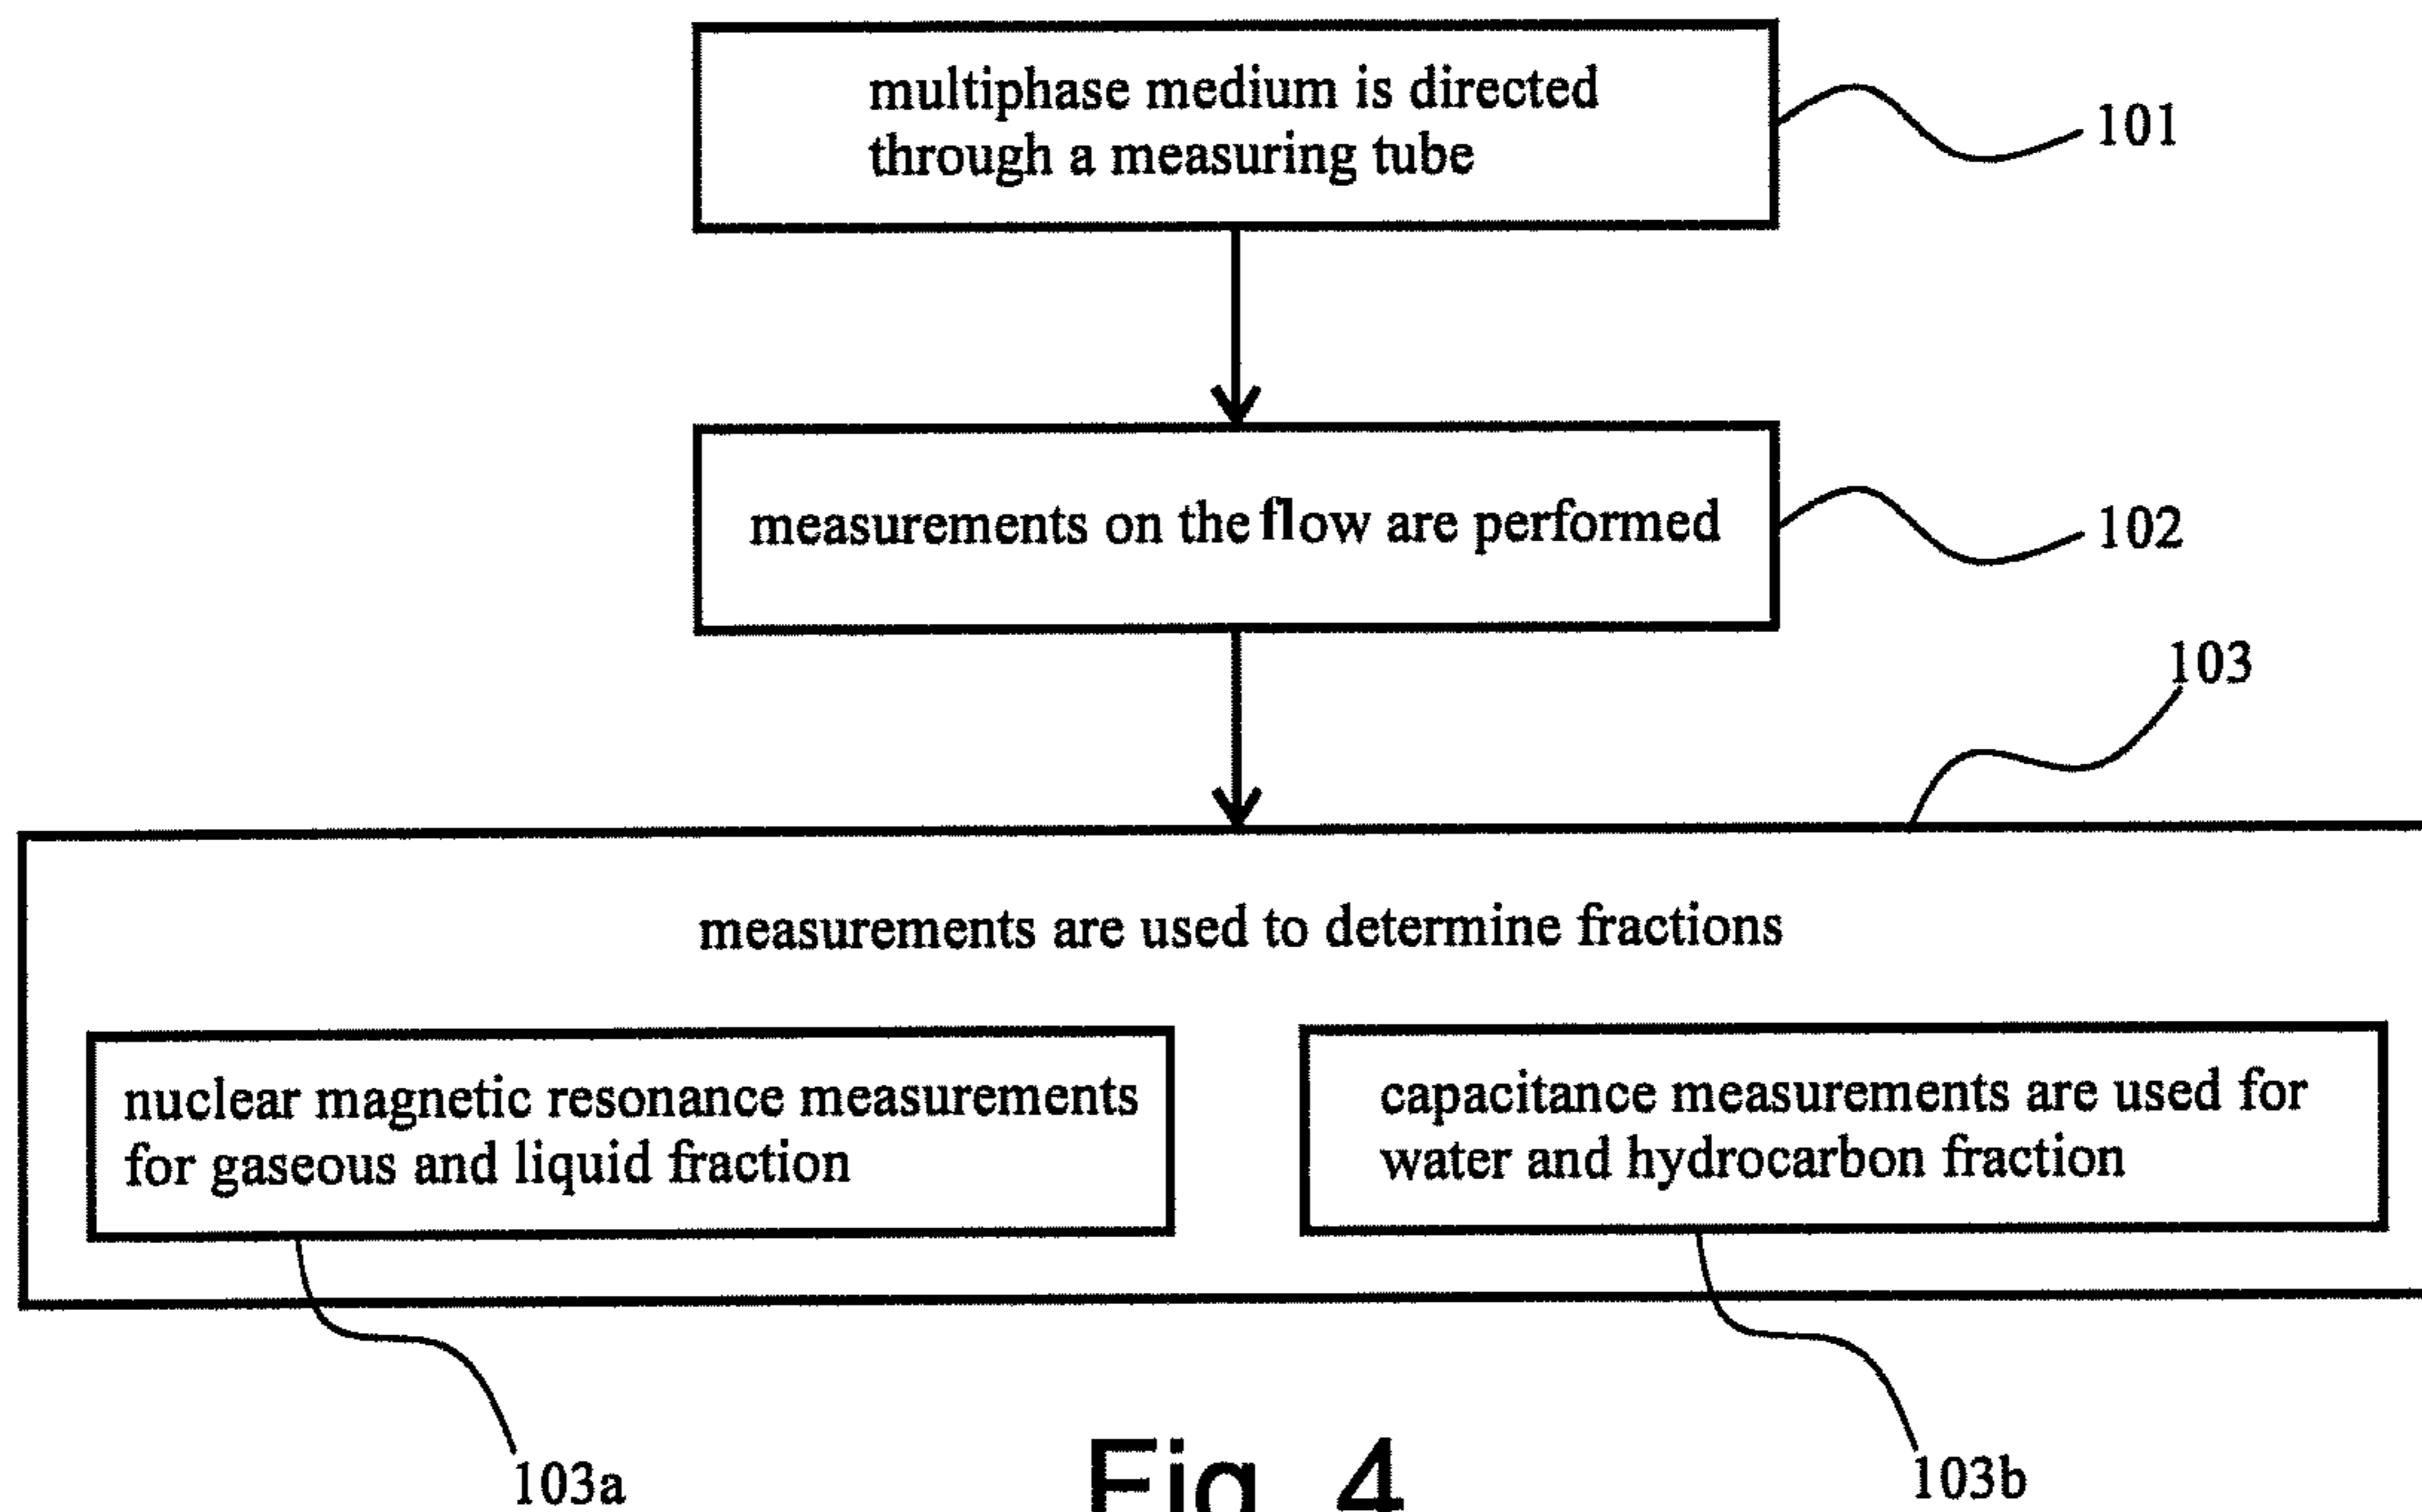 multiphase medium is directed
through a measuring tube
101
measurements on the flow are performed
102
103
measurements are used to determine fractions
nuclear magnetic resonance measurements
for gaseous and liquid fraction
capacitance measurements are used for
water and hydrocarbon fraction
103a
103b
Fig. 4